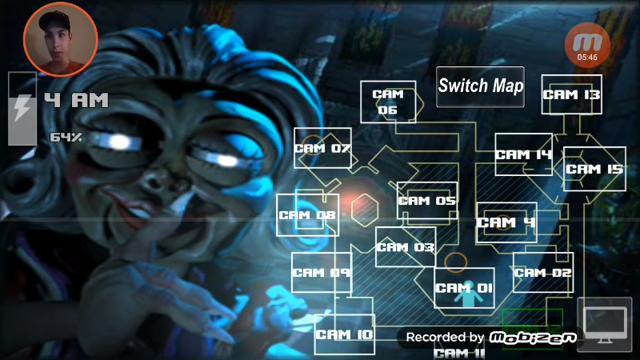 Switch Map
CAM 13
05:46
4 AM
CAM
06
64%
CAM 07
CAM 14
CAM 15
CAM 08
CAM 05
CAM 4
CAM 03
CAM 09
CAM 02
CAM 01
CAM 10
Recorded by Mobizen
CAM 11